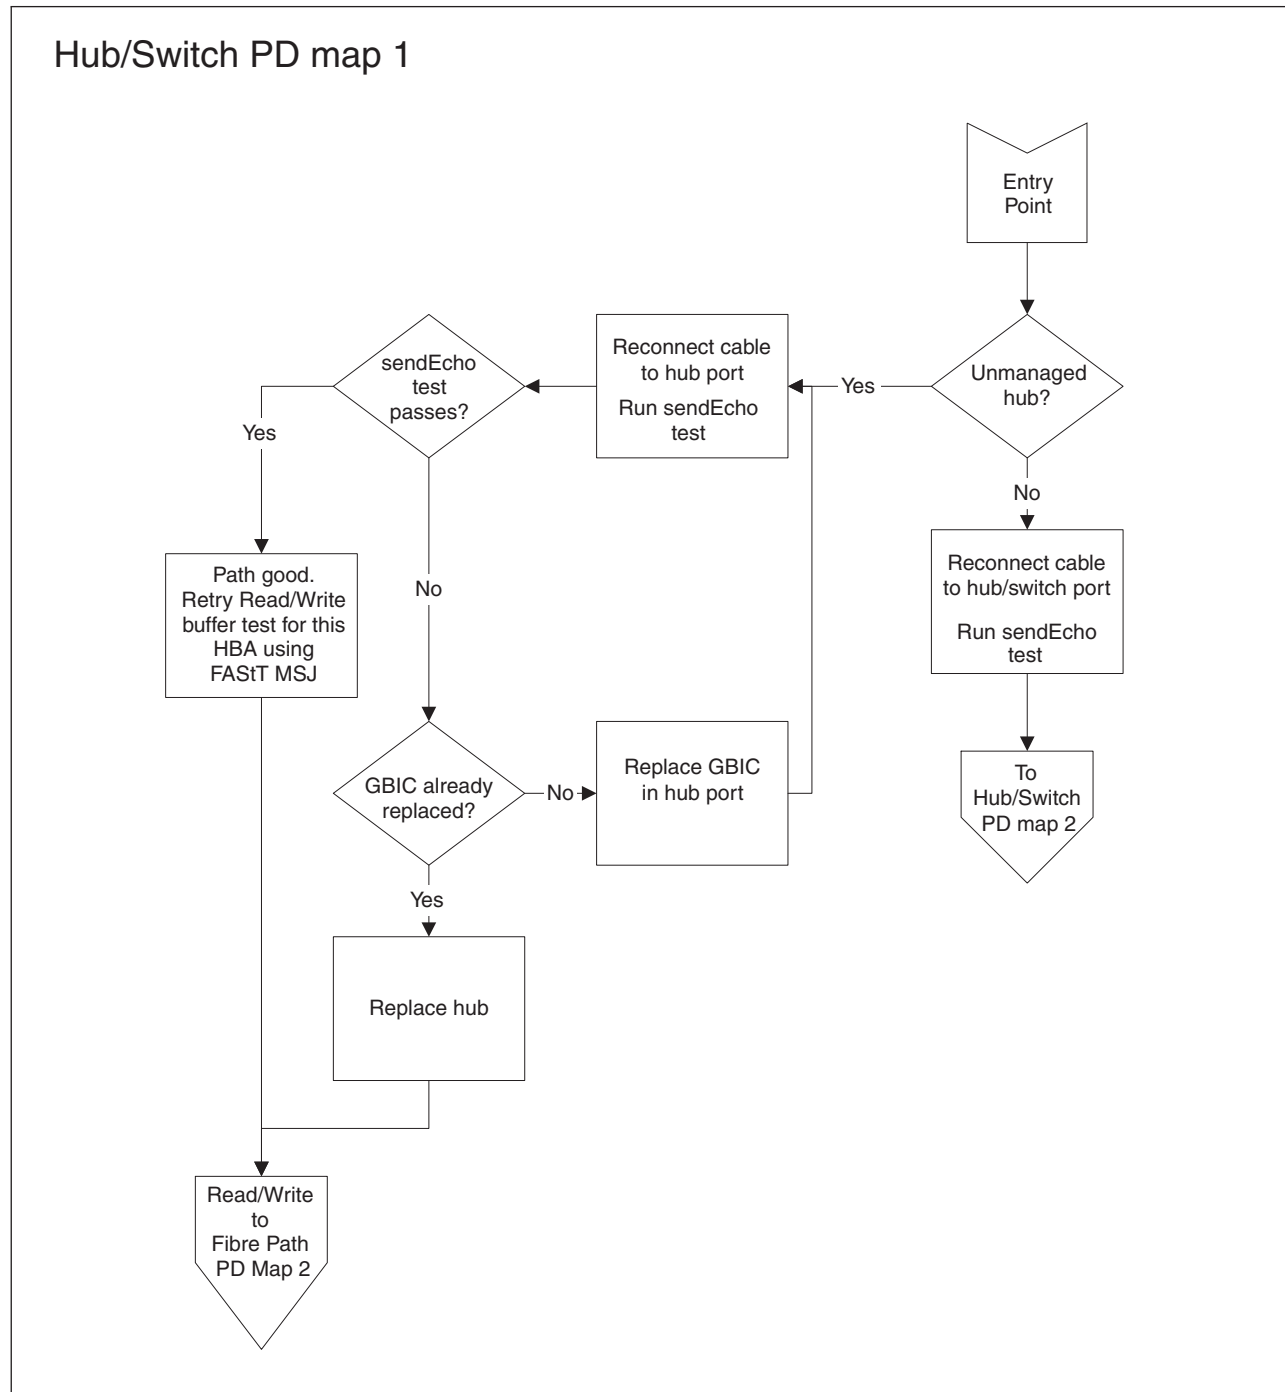 Hub/Switch PD map 1
Entry
Point
Unmanaged
hub?
Yes
No
Reconnect cable
to hub port
Run sendEcho
test
sendEcho
test
passes?
Yes
No
Path good.
Retry Read/Write
buffer test for this
HBA using
FAStT MSJ
Reconnect cable
to hub/switch port
Run sendEcho
test
To
Hub/Switch
PD map 2
GBIC already
replaced?
No
Replace GBIC
in hub port
Yes
Replace hub
Read/Write
to
Fibre Path
PD Map 2